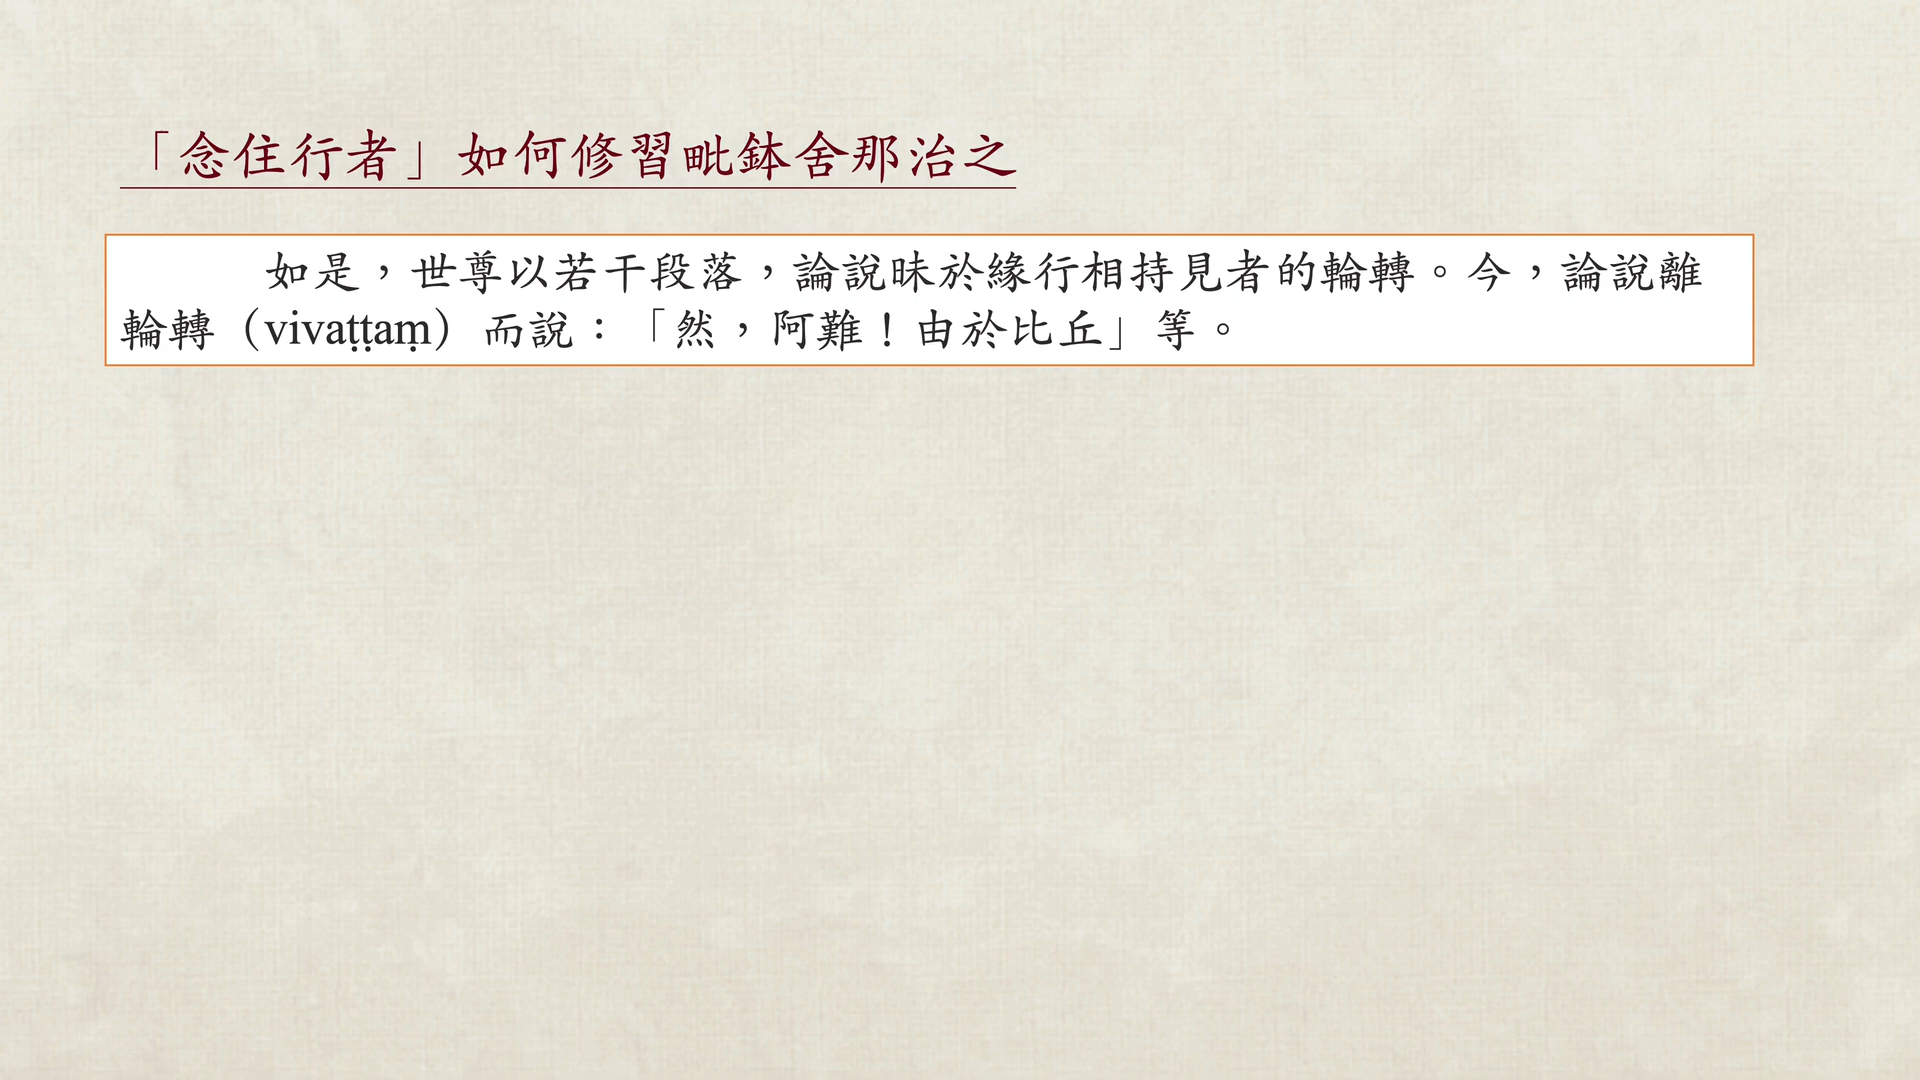 「念住行者」如何修習毗鉢舍那治之
如是，世尊以若干段落，論說昧於緣行相持見者的輪轉。今，論說離
輪轉（vivaṭṭaṃ）而說：「然，阿難！由於比丘」等。